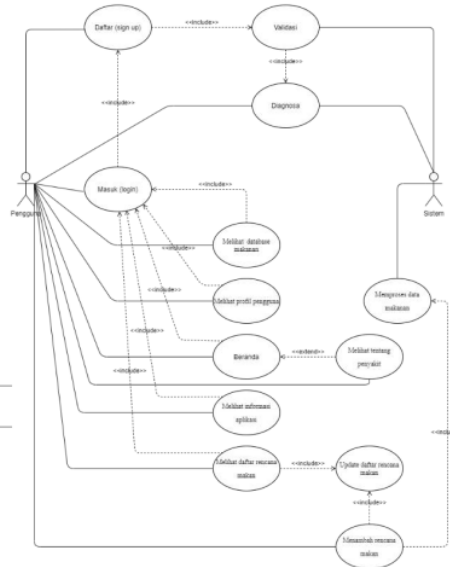 Daftar (sign up)
<<include>>
Validasi
<<include>>
Diagnosa
<<include>>
Masuk (login)
Pengguna
Sistem
<<include>>
Melihat database
makanan
<<include>>
Melihat profil pengguna
Memproses data
makanan
<<include>>
<<include>>
Beranda
<<extend>>
Melihat tentang
penyakit
<<include>>
Melihat informasi
aplikasi
<<inclu
Melihat daftar rencana
makan
<<include>>
Update daftar rencana
makan
<<include>>
Menambah rencana
makan